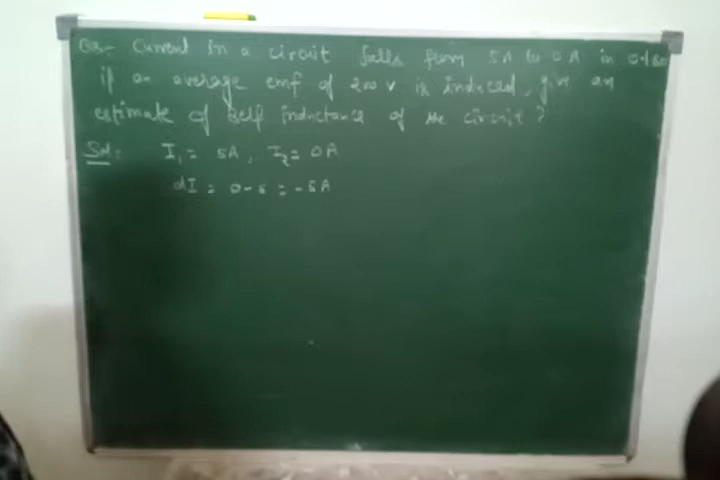 Q3:- Current in a circuit falls from 5A to 0A in 0.1 sec
if an average emf of 200 V is induced, give an
estimate of self inductance of the circuit?
Sol: I₁ = 5A, I₂ = 0A
dI = 0-5 = -5A